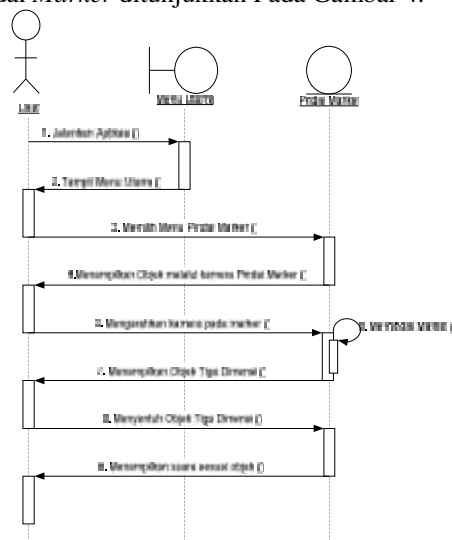 Marker ditunjukkan Pada Gambar 4.
User
Menu Utama
Pindai Marker
1. Jalankan Aplikasi ()
2. Tampil Menu Utama ()
3. Memilih Menu Pindai Marker ()
4.Menampilkan Objek melalui kamera Pindai Marker ()
5. Mengarahkan kamera pada marker ()
6. Memindai Marker ()
7. Menampilkan Objek Tiga Dimensi ()
8. Menyentuh Objek Tiga Dimensi ()
9. Menampilkan suara sesuai objek ()